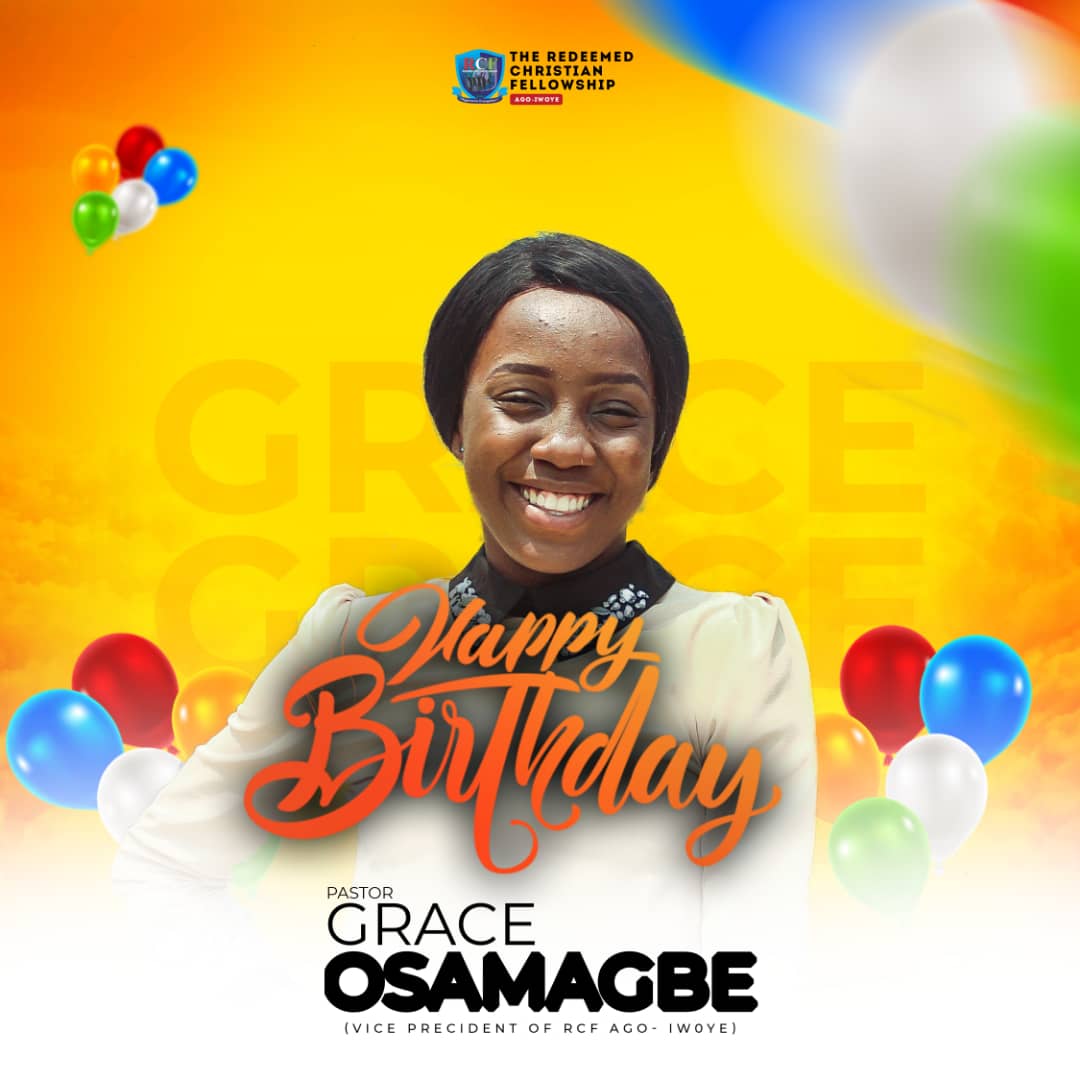 RCF
THE REDEEMED
CHRISTIAN
FELLOWSHIP
AGO-IWOYE
GRACE
GRACE
Happy
Birthday
PASTOR
GRACE
OSAMAGBE
(VICE PRECIDENT OF RCF AGO- IW0YE)